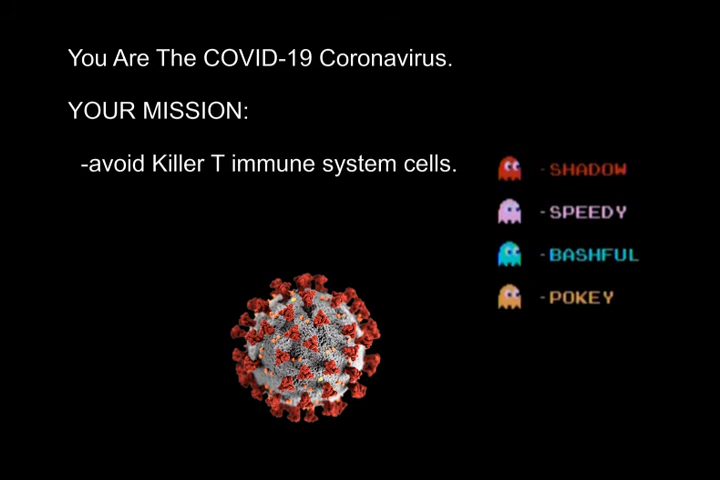 You Are The COVID-19 Coronavirus.
YOUR MISSION:
-avoid Killer T immune system cells.
-SHADOW
-SPEEDY
-BASHFUL
-POKEY